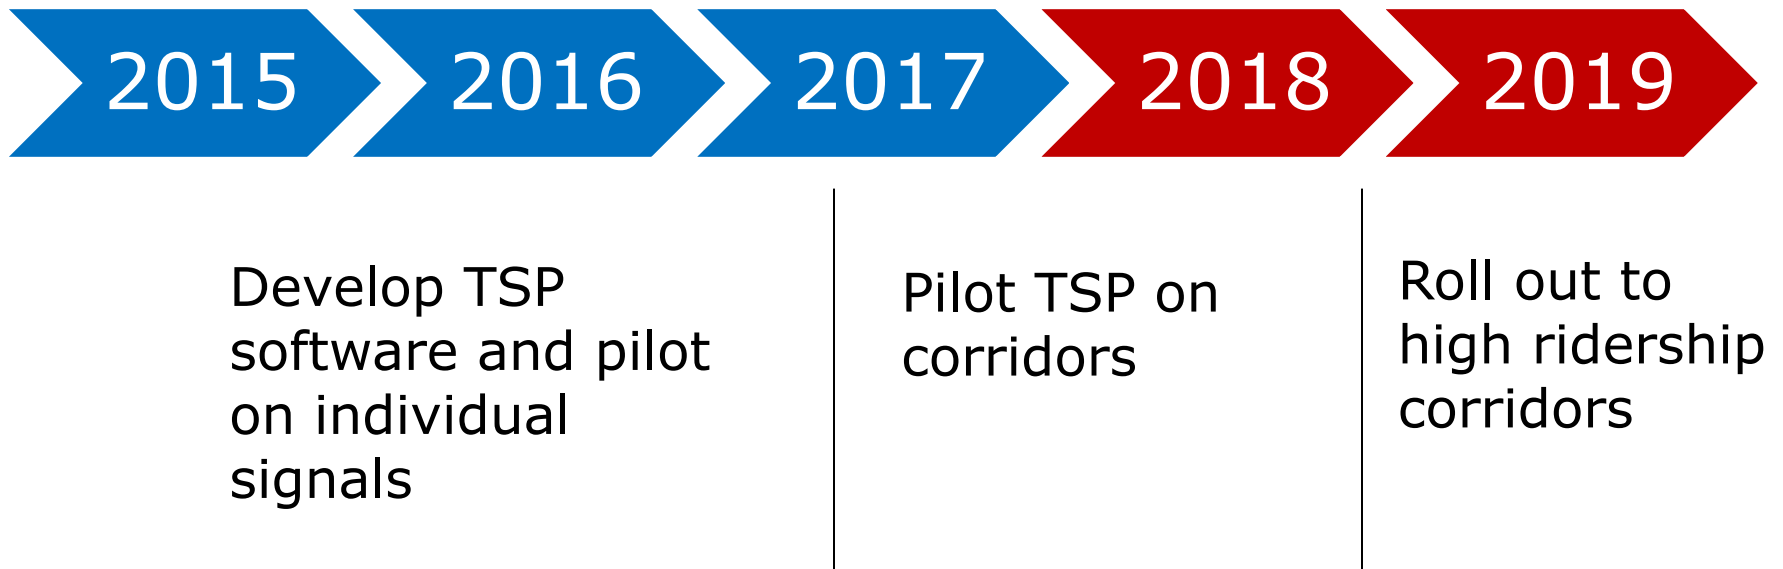 2015
2016
2017
2018
2019
Develop TSP
software and pilot
on individual
signals
Pilot TSP on
corridors
Roll out to
high ridership
corridors